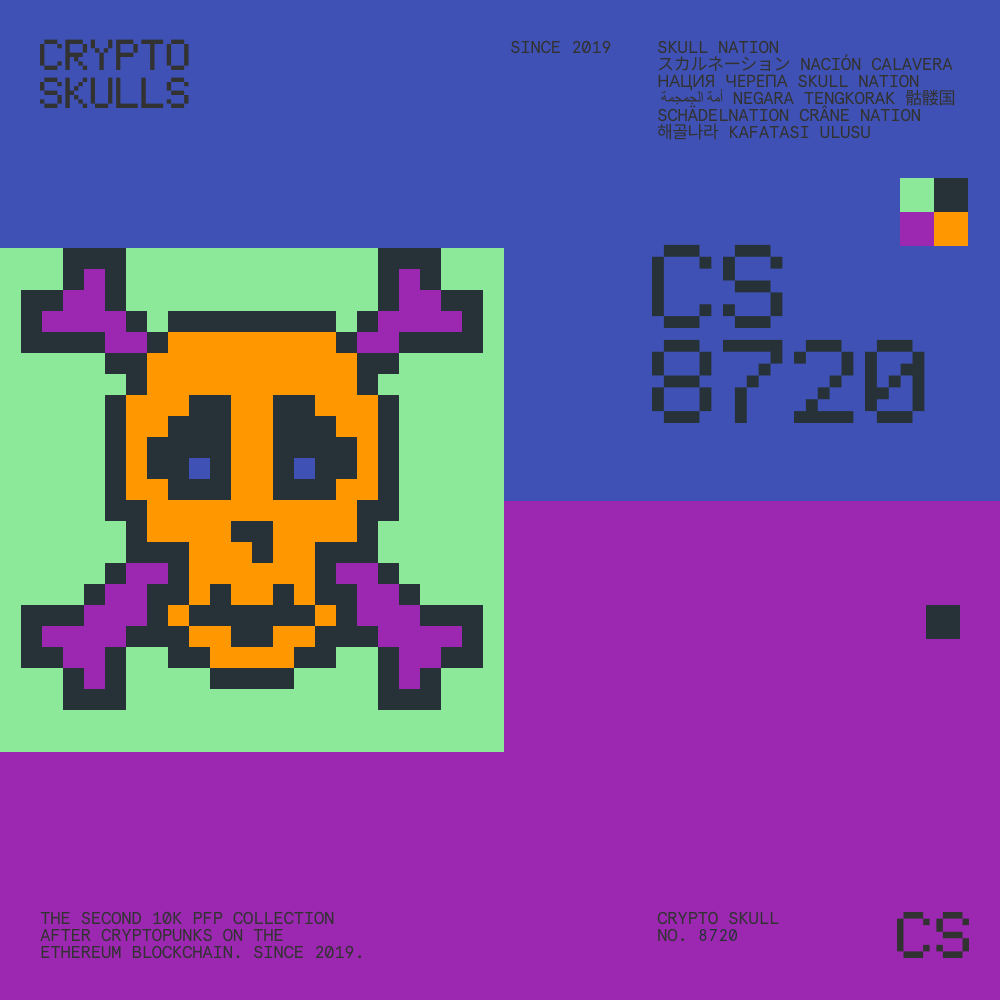 CRYPTO
SKULLS
SINCE 2019
SKULL NATION
スカルネーション NACIÓN CALAVERA
НАЦИЯ ЧЕРЕПА SKULL NATION
أمة الجمجمة NEGARA TENGKORAK 骷髅国
SCHÄDELNATION CRÂNE NATION
해골나라 KAFATASI ULUSU
CS
8720
THE SECOND 10K PFP COLLECTION
AFTER CRYPTOPUNKS ON THE
ETHEREUM BLOCKCHAIN. SINCE 2019.
CRYPTO SKULL
NO. 8720
CS